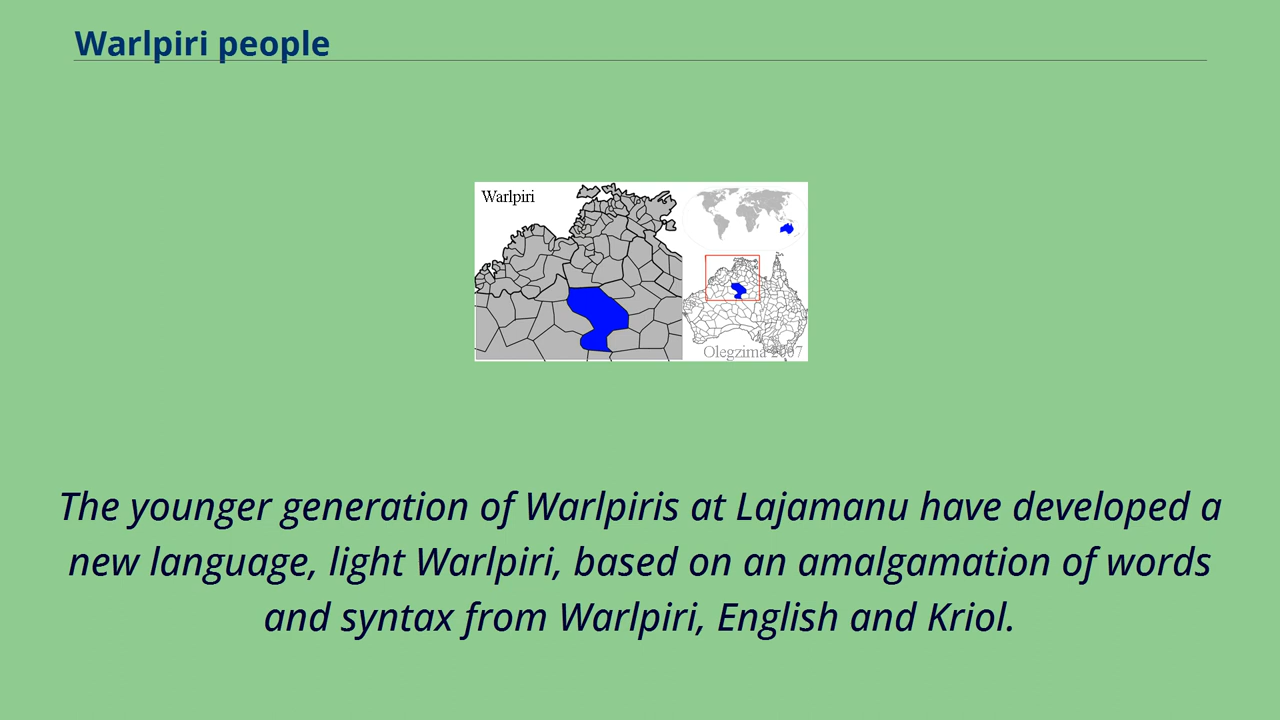 Warlpiri people
Warlpiri
Olegzima 2007
The younger generation of Warlpiris at Lajamanu have developed a
new language, light Warlpiri, based on an amalgamation of words
and syntax from Warlpiri, English and Kriol.